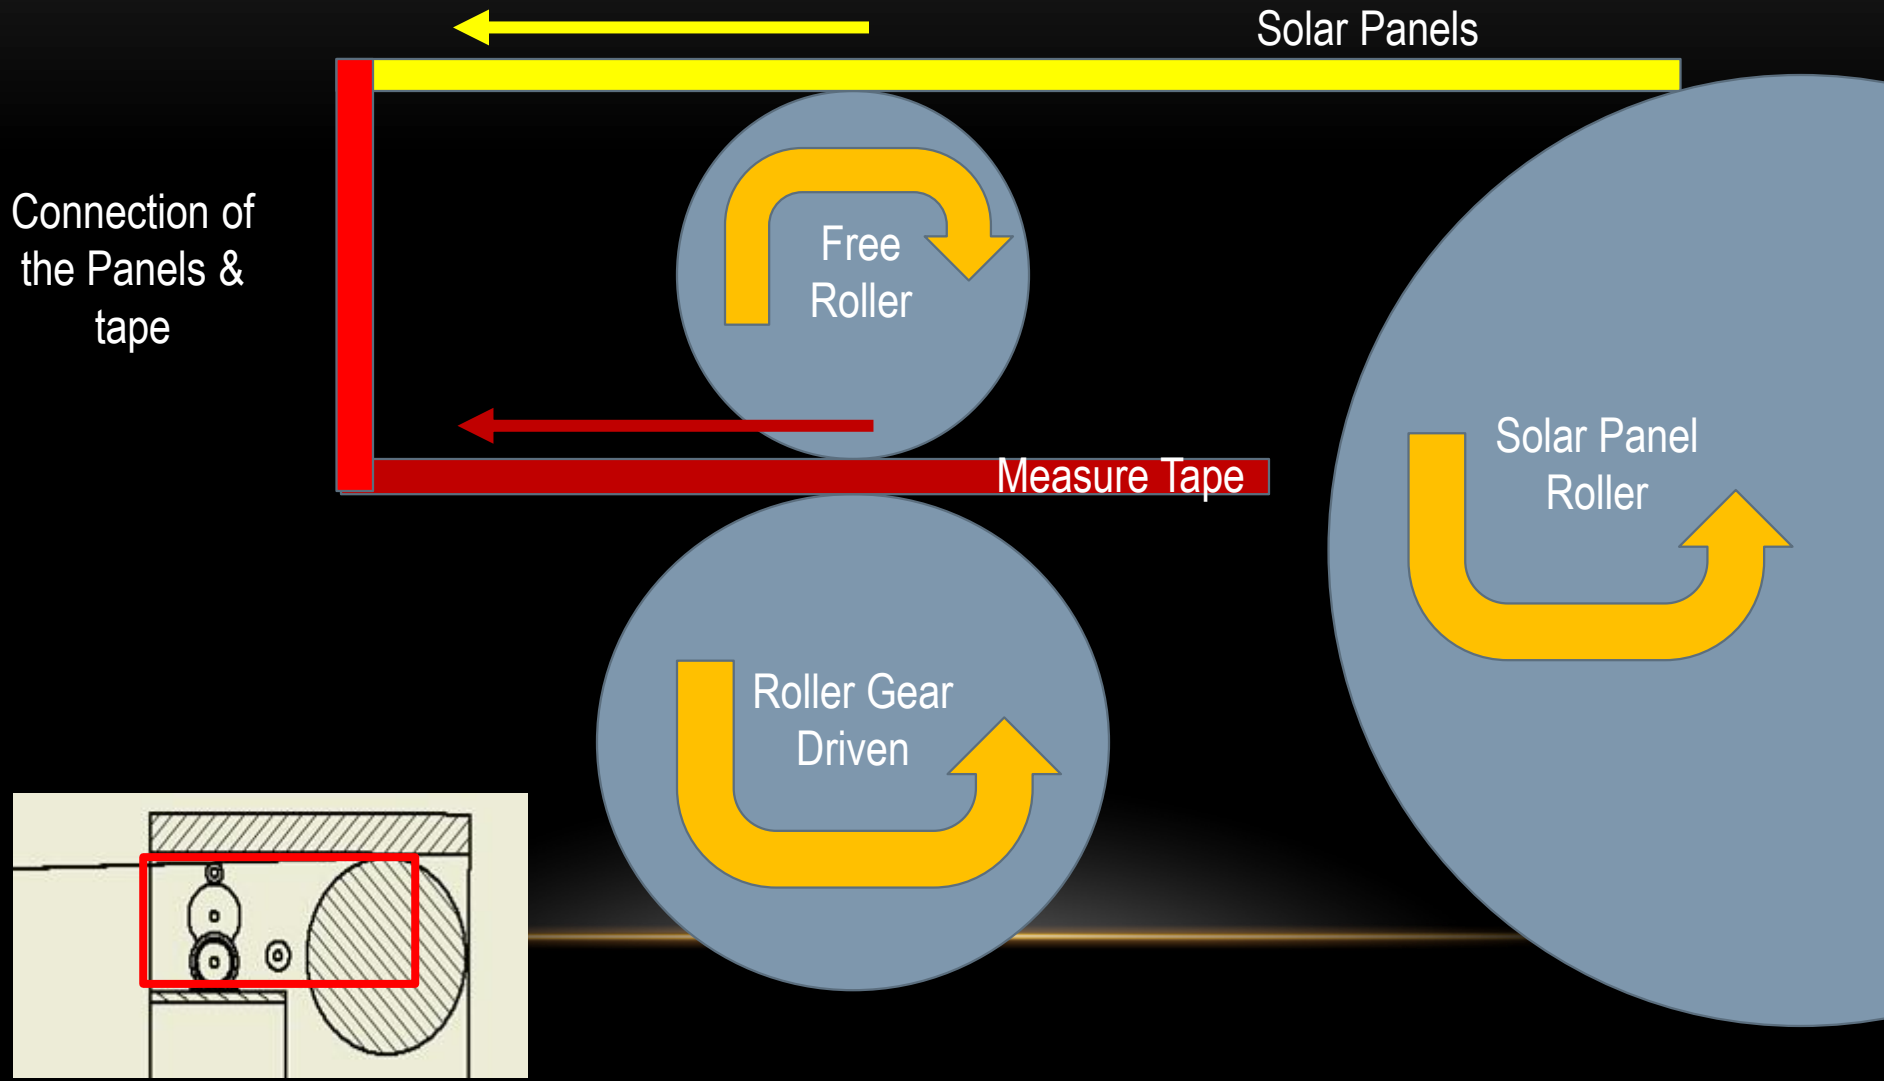 Solar Panels
Connection of
the Panels &
tape
Free
Roller
Measure Tape
Solar Panel
Roller
Roller Gear
Driven